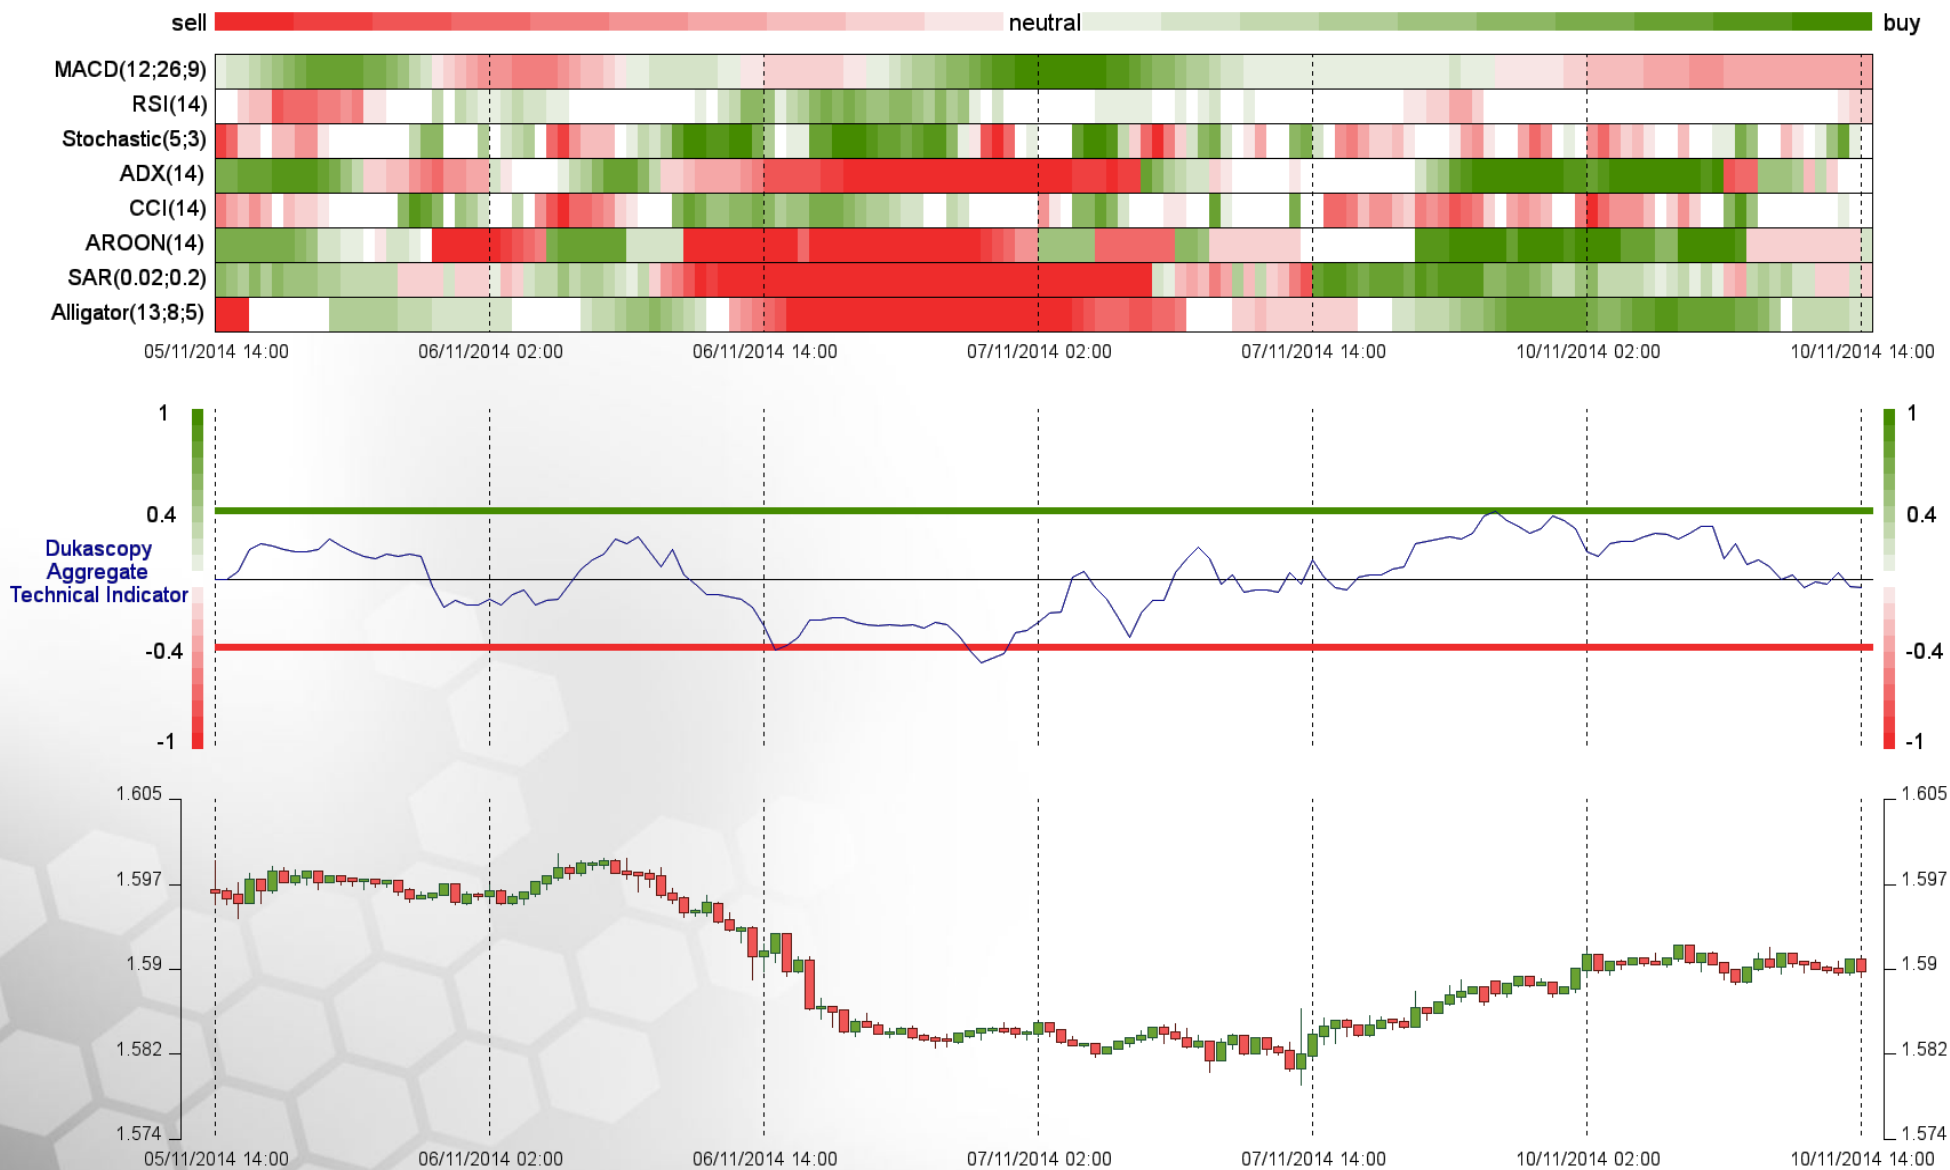 sell neutral buy
MACD(12;26;9)
RSI(14)
Stochastic(5;3)
ADX(14)
CCI(14)
AROON(14)
SAR(0.02;0.2)
Alligator(13;8;5)
05/11/2014 14:00 06/11/2014 02:00 06/11/2014 14:00 07/11/2014 02:00 07/11/2014 14:00 10/11/2014 02:00 10/11/2014 14:00
1 1
0.4 0.4
Dukascopy
Aggregate
Technical Indicator
-0.4 -0.4
-1 -1
1.605 1.605
1.597 1.597
1.59 1.59
1.582 1.582
1.574 1.574
05/11/2014 14:00 06/11/2014 02:00 06/11/2014 14:00 07/11/2014 02:00 07/11/2014 14:00 10/11/2014 02:00 10/11/2014 14:00